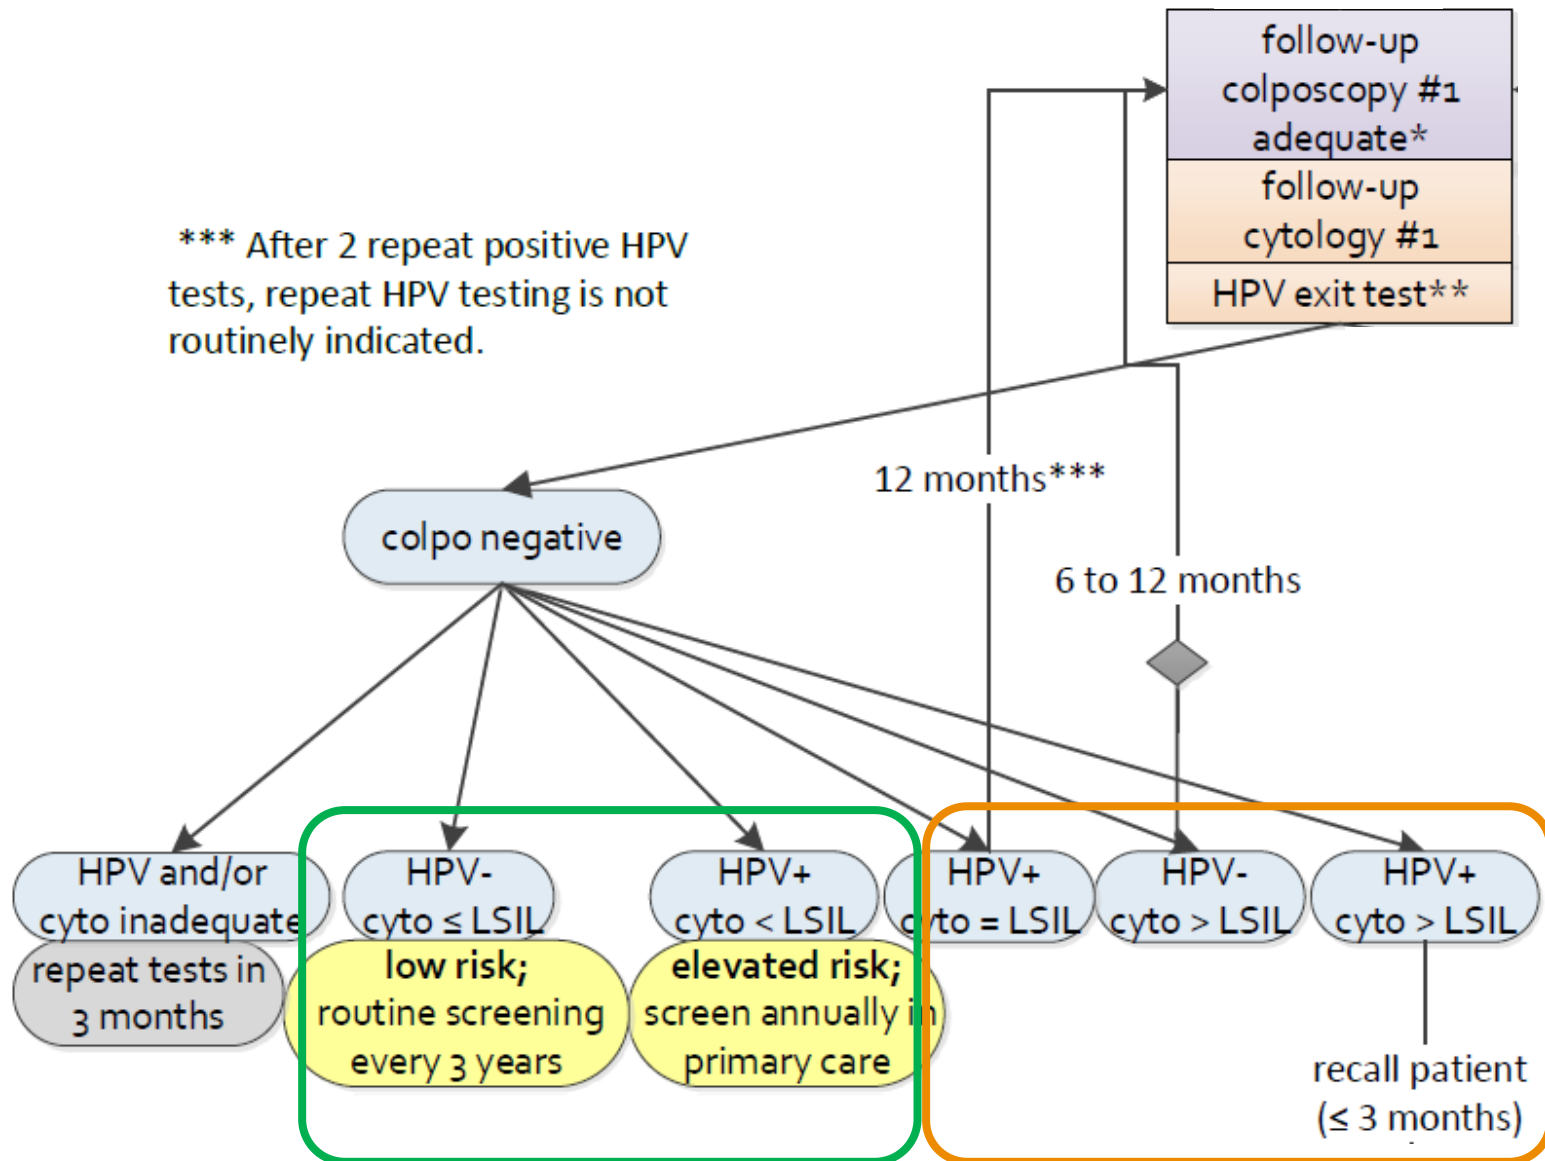 follow-up
colposcopy #1
adequate*
follow-up
cytology #1
HPV exit test**
*** After 2 repeat positive HPV
tests, repeat HPV testing is not
routinely indicated.
12 months***
colpo negative
6 to 12 months
HPV and/or
cyto inadequate
repeat tests in
3 months
HPV-
cyto ≤ LSIL
low risk;
routine screening
every 3 years
HPV+
cyto < LSIL
elevated risk;
screen annually in
primary care
HPV+
cyto = LSIL
HPV-
cyto > LSIL
HPV+
cyto > LSIL
recall patient
(≤ 3 months)